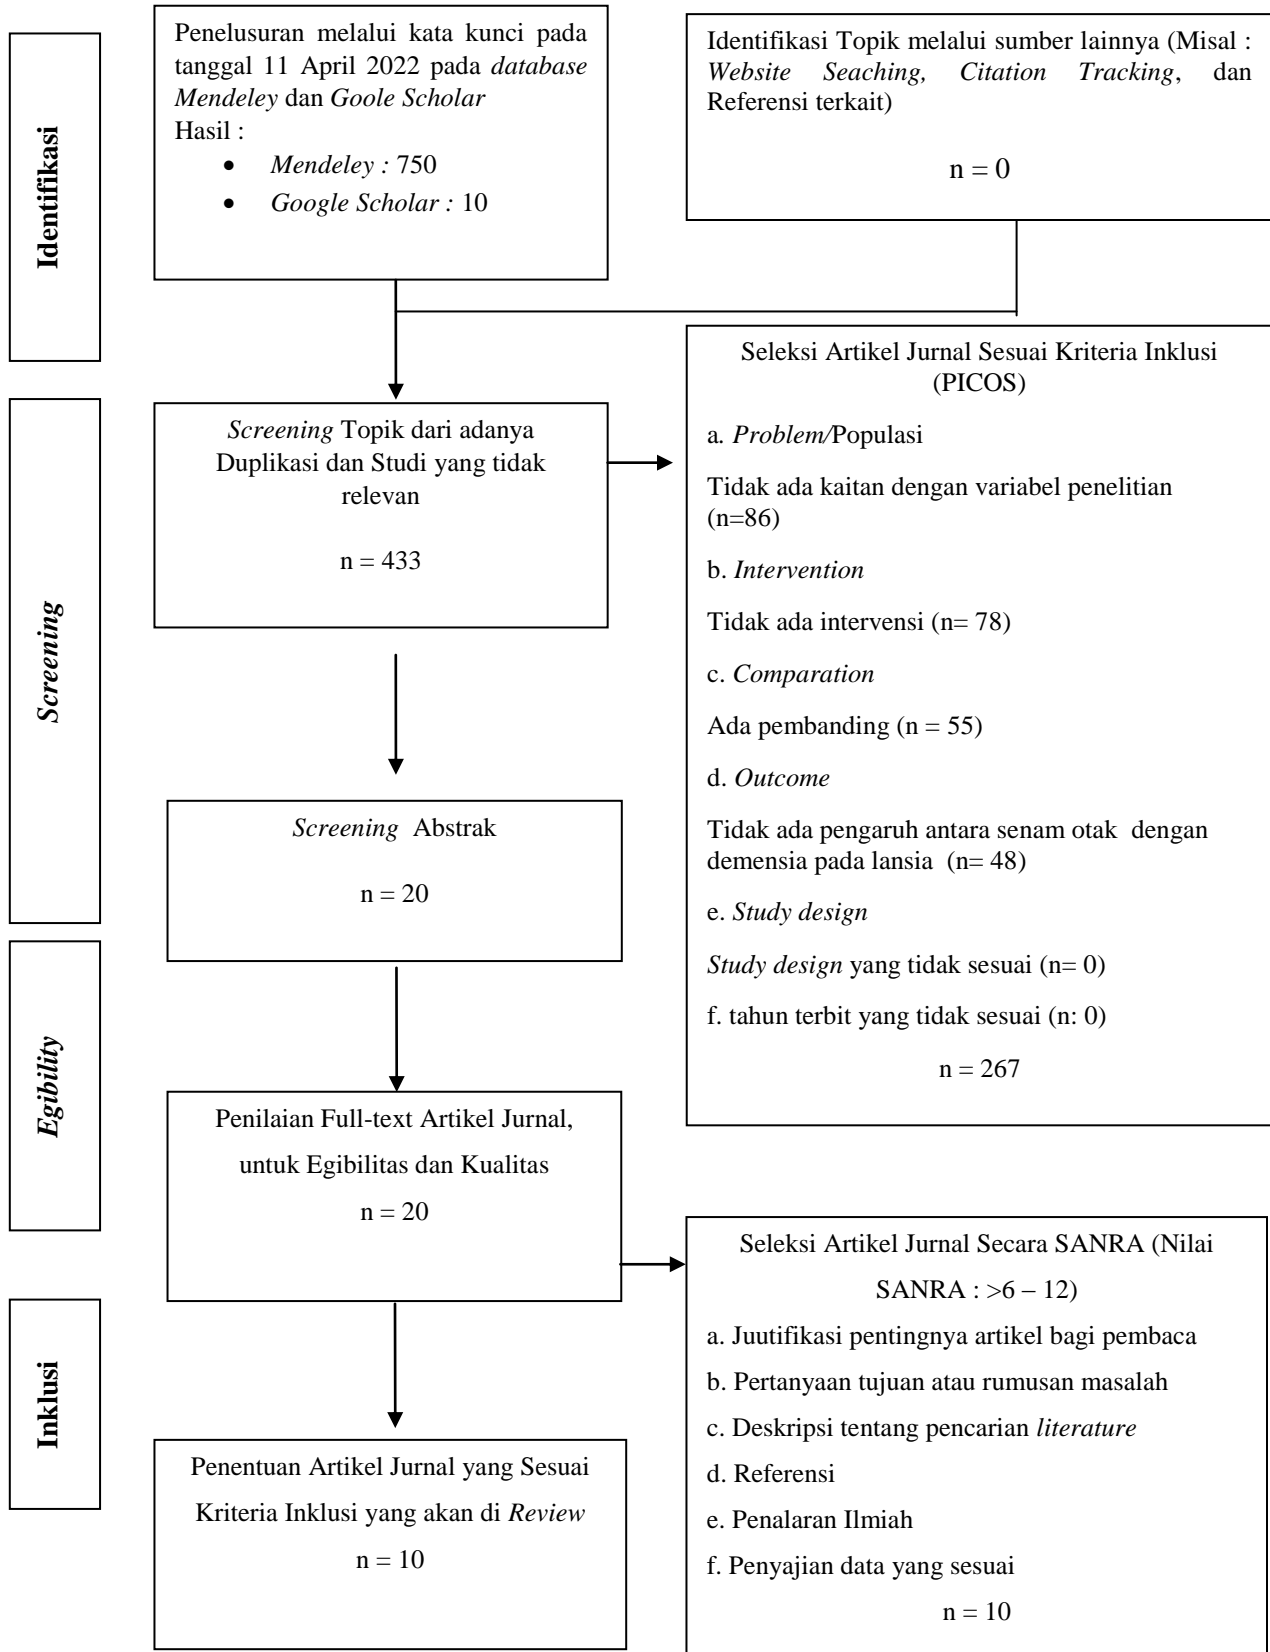 Identifikasi
Penelusuran melalui kata kunci pada
tanggal 11 April 2022 pada database
Mendeley dan Goole Scholar
Hasil :
• Mendeley : 750
• Google Scholar : 10
Identifikasi Topik melalui sumber lainnya (Misal :
Website Seaching, Citation Tracking, dan
Referensi terkait)
n = 0
Screening
Screening Topik dari adanya
Duplikasi dan Studi yang tidak
relevan
n = 433
Seleksi Artikel Jurnal Sesuai Kriteria Inklusi
(PICOS)
a. Problem/Populasi
Tidak ada kaitan dengan variabel penelitian
(n=86)
b. Intervention
Tidak ada intervensi (n= 78)
c. Comparation
Ada pembanding (n = 55)
d. Outcome
Tidak ada pengaruh antara senam otak dengan
demensia pada lansia (n= 48)
e. Study design
Study design yang tidak sesuai (n= 0)
f. tahun terbit yang tidak sesuai (n: 0)
n = 267
Screening Abstrak
n = 20
Egibility
Penilaian Full-text Artikel Jurnal,
untuk Egibilitas dan Kualitas
n = 20
Seleksi Artikel Jurnal Secara SANRA (Nilai
SANRA : >6 – 12)
a. Juutifikasi pentingnya artikel bagi pembaca
b. Pertanyaan tujuan atau rumusan masalah
c. Deskripsi tentang pencarian literature
d. Referensi
e. Penalaran Ilmiah
f. Penyajian data yang sesuai
n = 10
Inklusi
Penentuan Artikel Jurnal yang Sesuai
Kriteria Inklusi yang akan di Review
n = 10